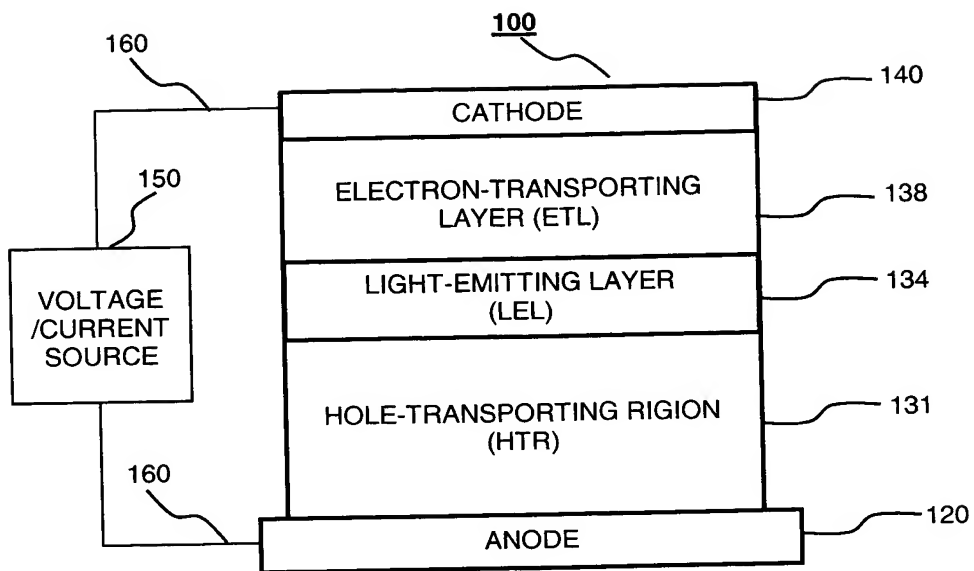 100
160
140
CATHODE
150
ELECTRON-TRANSPORTING
LAYER (ETL)
138
VOLTAGE
/CURRENT
SOURCE
LIGHT-EMITTING LAYER
(LEL)
134
HOLE-TRANSPORTING RIGION
(HTR)
131
160
ANODE
120